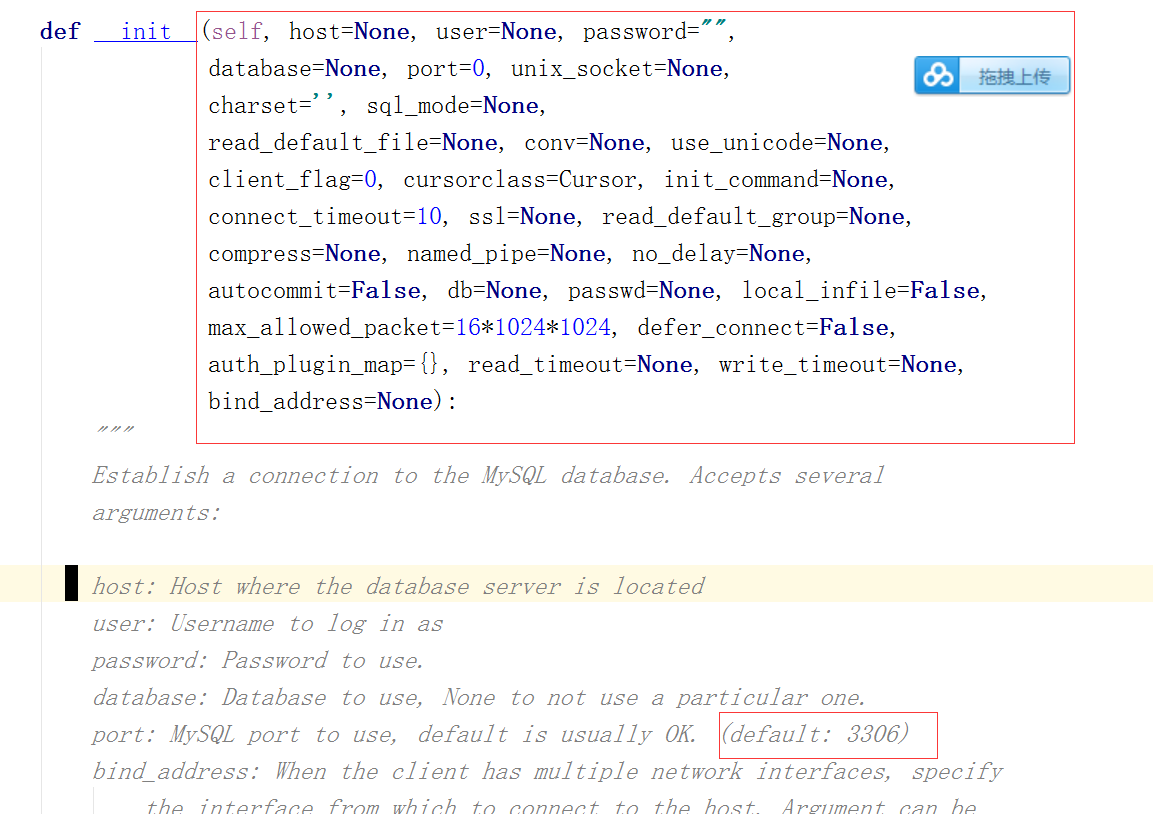 def __init__(self, host=None, user=None, password="",
database=None, port=0, unix_socket=None,
拖拽上传
charset='', sql_mode=None,
read_default_file=None, conv=None, use_unicode=None,
client_flag=0, cursorclass=Cursor, init_command=None,
connect_timeout=10, ssl=None, read_default_group=None,
compress=None, named_pipe=None, no_delay=None,
autocommit=False, db=None, passwd=None, local_infile=False,
max_allowed_packet=16*1024*1024, defer_connect=False,
auth_plugin_map={}, read_timeout=None, write_timeout=None,
bind_address=None):
"""
Establish a connection to the MySQL database. Accepts several
arguments:
host: Host where the database server is located
user: Username to log in as
password: Password to use.
database: Database to use, None to not use a particular one.
port: MySQL port to use, default is usually OK. (default: 3306)
bind_address: When the client has multiple network interfaces, specify
the interface from which to connect to the host. Argument can be